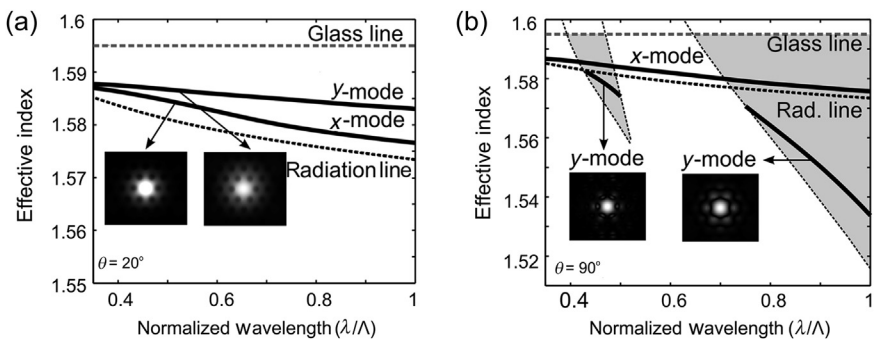 (a)
1.6
1.59
1.58
1.57
1.56
1.55
Effective index
Glass line
y-mode
x-mode
Radiation line
θ = 20°
0.4
0.6
0.8
1
Normalized wavelength (λ/Λ)
(b)
1.6
1.58
1.56
1.54
1.52
Effective index
x-mode
Glass line
Rad. line
y-mode
y-mode
θ = 90°
0.4
0.6
0.8
1
Normalized wavelength (λ/Λ)